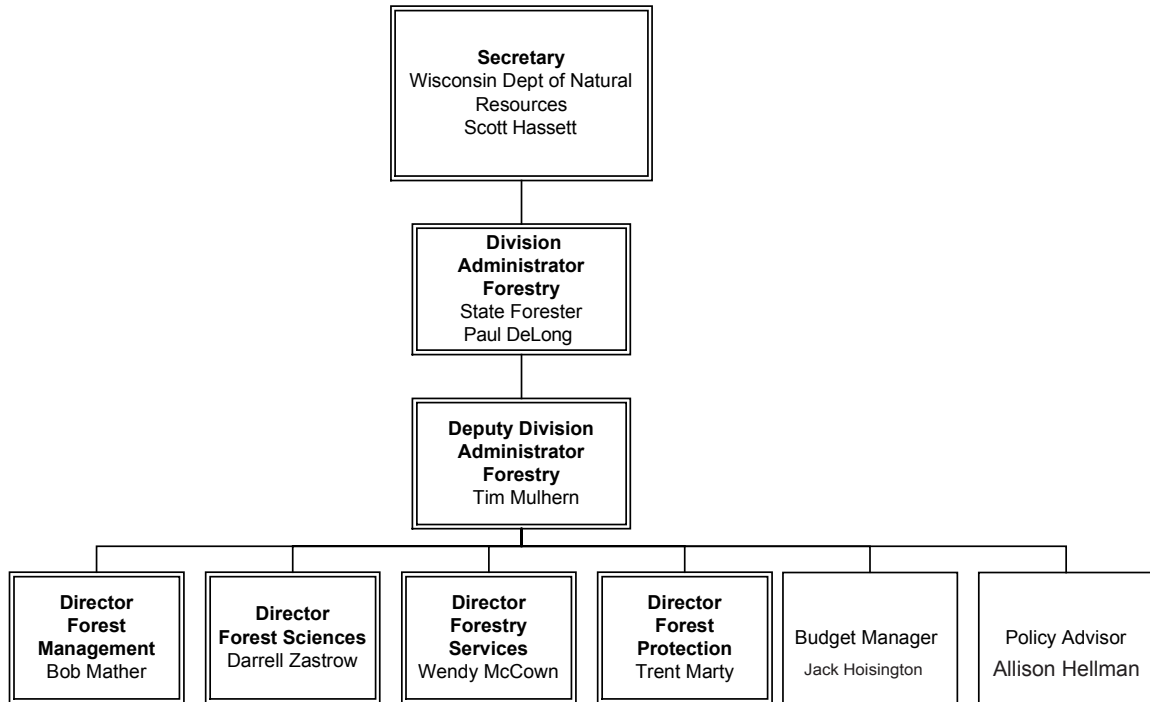 Secretary
Wisconsin Dept of Natural
Resources
Scott Hassett
Division
Administrator
Forestry
State Forester
Paul DeLong
Deputy Division
Administrator
Forestry
Tim Mulhern
Director
Forest
Management
Bob Mather
Director
Forest Sciences
Darrell Zastrow
Director
Forestry
Services
Wendy McCown
Director
Forest
Protection
Trent Marty
Budget Manager
Jack Hoisington
Policy Advisor
Allison Hellman